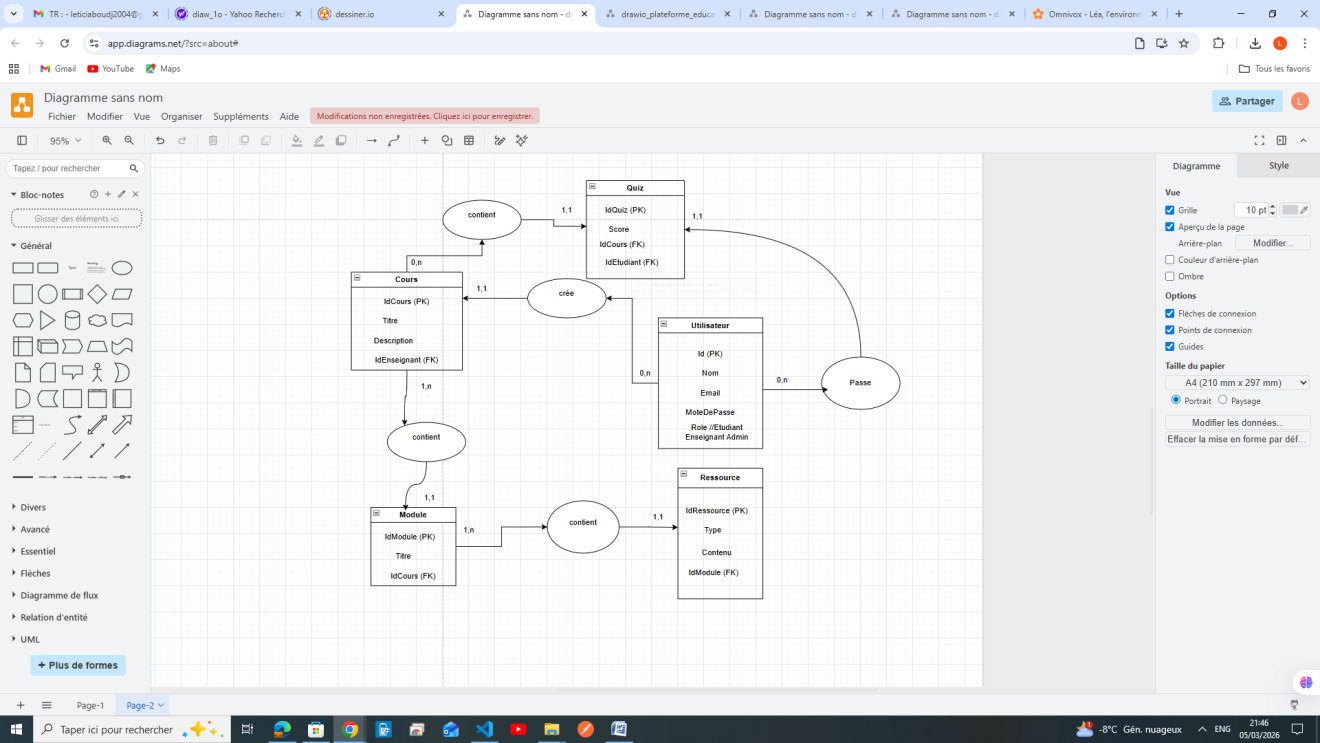 TR : - leticiaboudj2004@g
diaw_1o - Yahoo Recherch
dessiner.io
Diagramme sans nom - d
drawio_plateforme_educa
Diagramme sans nom - d
Diagramme sans nom - d
Omnivox - Léa, l'environn
app.diagrams.net/?src=about#
L
Gmail
YouTube
Maps
Tous les favoris
Diagramme sans nom
Fichier
Modifier
Vue
Organiser
Suppléments
Aide
Modifications non enregistrées. Cliquez ici pour enregistrer.
Partager
L
95%
Tapez / pour rechercher
Bloc-notes
Glisser des éléments ici
Général
Text
Heading
Divers
Avancé
Essentiel
Flèches
Diagramme de flux
Relation d'entité
UML
+ Plus de formes
Quiz
IdQuiz (PK)
Score
IdCours (FK)
IdEtudiant (FK)
contient
1,1
1,1
0,n
Cours
IdCours (PK)
Titre
Description
IdEnseignant (FK)
1,1
crée
Utilisateur
Id (PK)
Nom
Email
MoteDePasse
Role //Etudiant
Enseignant Admin
0,n
0,n
Passe
1,n
contient
1,1
Module
IdModule (PK)
Titre
IdCours (FK)
1,n
contient
1,1
Ressource
IdRessource (PK)
Type
Contenu
IdModule (FK)
Diagramme
Style
Vue
Grille
10 pt
Aperçu de la page
Arrière-plan
Modifier...
Couleur d'arrière-plan
Ombre
Options
Flèches de connexion
Points de connexion
Guides
Taille du papier
A4 (210 mm x 297 mm)
Portrait
Paysage
Modifier les données...
Effacer la mise en forme par déf...
Page-1
Page-2
Taper ici pour rechercher
-8°C Gén. nuageux
ENG
21:46
05/03/2026